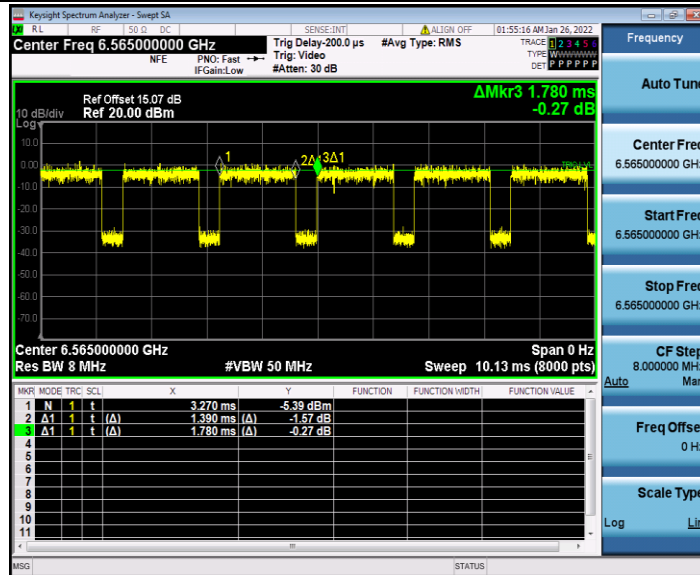 Keysight Spectrum Analyzer - Swept SA
RL RF 50 Ω DC SENSE:INT ALIGN OFF 01:55:16 AM Jan 26, 2022
Center Freq 6.565000000 GHz
NFE
PNO: Fast
IFGain:Low
Trig Delay-200.0 µs
Trig: Video
#Atten: 30 dB
#Avg Type: RMS
TRACE 1 2 3 4 5 6
TYPE WWWWWW
DET P P P P P P
ΔMkr3 1.780 ms
-0.27 dB
Ref Offset 15.07 dB
10 dB/div Ref 20.00 dBm
Log
10.0
0.00
-10.0
-20.0
-30.0
-40.0
-50.0
-60.0
-70.0
1
3Δ1
Center 6.565000000 GHz Span 0 Hz
Res BW 8 MHz #VBW 50 MHz Sweep 10.13 ms (8000 pts)
MKR MODE TRC SCL X Y FUNCTION FUNCTION WIDTH FUNCTION VALUE
1 N 1 t 3.270 ms -5.39 dBm
2 Δ1 1 t (Δ) 1.390 ms (Δ) -1.57 dB
3 Δ1 1 t (Δ) 1.780 ms (Δ) -0.27 dB
4
5
6
7
8
9
10
11
MSG STATUS
Frequency
Auto Tune
Center Freq
6.565000000 GHz
Start Freq
6.565000000 GHz
Stop Freq
6.565000000 GHz
CF Step
8.000000 MHz
Auto Man
Freq Offset
0 Hz
Scale Type
Log Lin